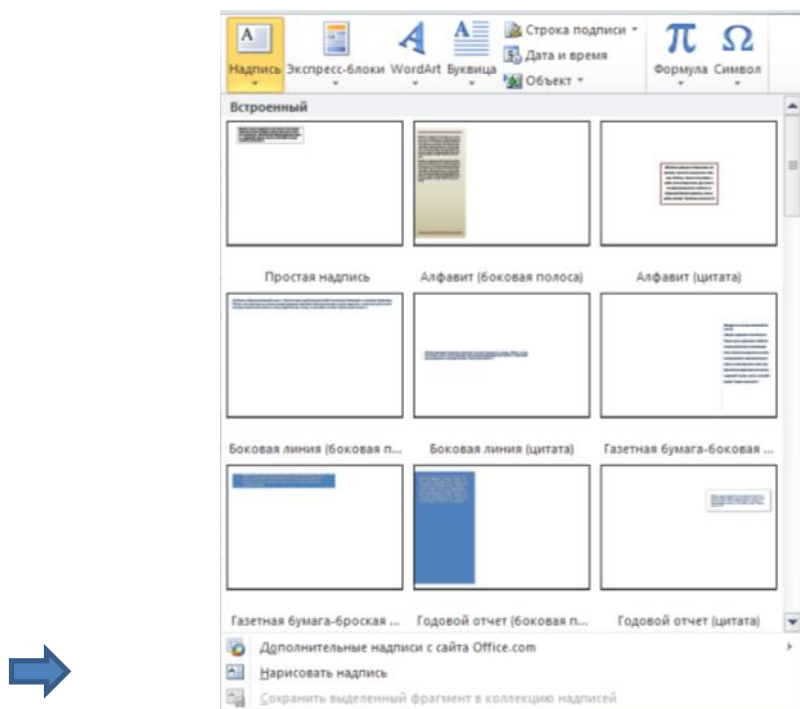 Строка подписи
Дата и время
Объект
Надпись Экспресс-блоки WordArt Буквица Формула Символ
Встроенный
Простая надпись Алфавит (боковая полоса) Алфавит (цитата)
Боковая линия (боковая п... Боковая линия (цитата) Газетная бумага-боковая ...
Газетная бумага-броская ... Годовой отчет (боковая п... Годовой отчет (цитата)
Дополнительные надписи с сайта Office.com
Нарисовать надпись
Сохранить выделенный фрагмент в коллекцию надписей